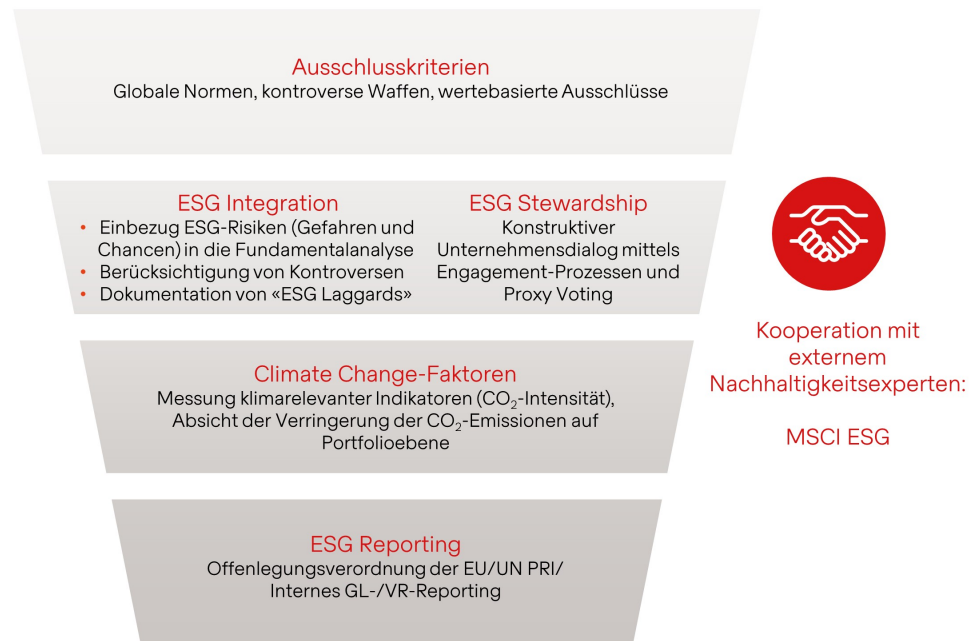 Ausschlusskriterien
Globale Normen, kontroverse Waffen, wertebasierte Ausschlüsse
ESG Integration
• Einbezug ESG-Risiken (Gefahren und
Chancen) in die Fundamentalanalyse
• Berücksichtigung von Kontroversen
• Dokumentation von «ESG Laggards»
ESG Stewardship
Konstruktiver
Unternehmensdialog mittels
Engagement-Prozessen und
Proxy Voting
Climate Change-Faktoren
Messung klimarelevanter Indikatoren (CO₂-Intensität),
Absicht der Verringerung der CO₂-Emissionen auf
Portfolioebene
ESG Reporting
Offenlegungsverordnung der EU/UN PRI/
Internes GL-/VR-Reporting
Kooperation mit
externem
Nachhaltigkeitsexperten:
MSCI ESG